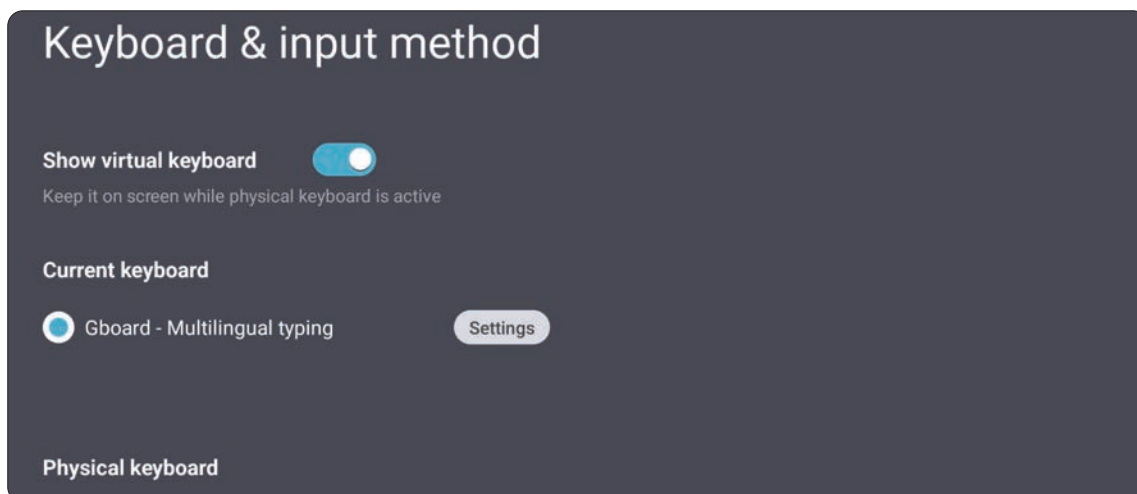 Keyboard & input method
Show virtual keyboard
Keep it on screen while physical keyboard is active
Current keyboard
Gboard - Multilingual typing Settings
Physical keyboard